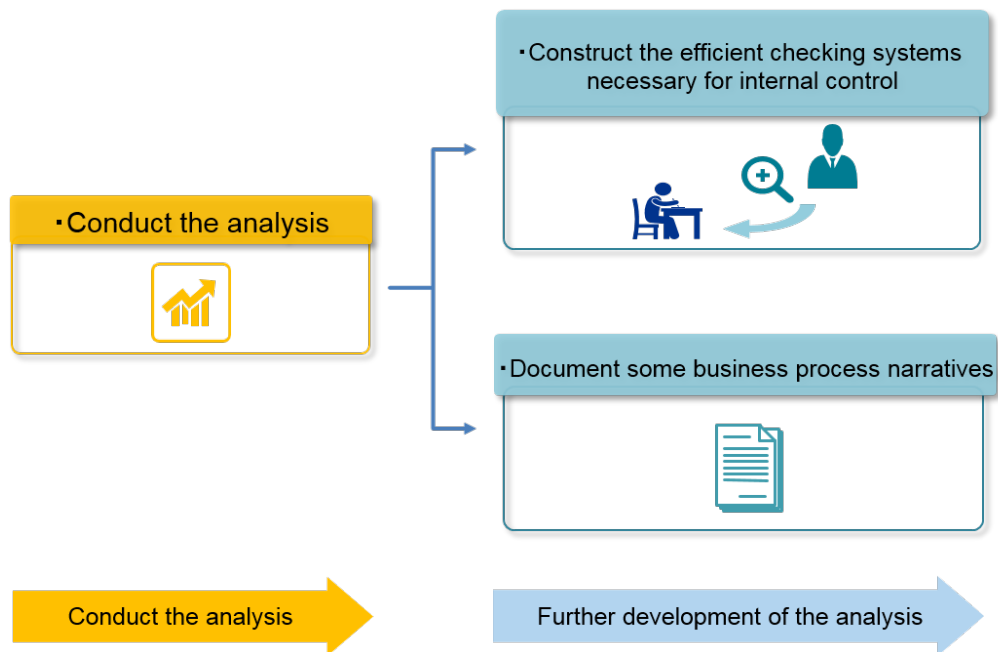 ・Construct the efficient checking systems
necessary for internal control
・Conduct the analysis
・Document some business process narratives
Conduct the analysis
Further development of the analysis